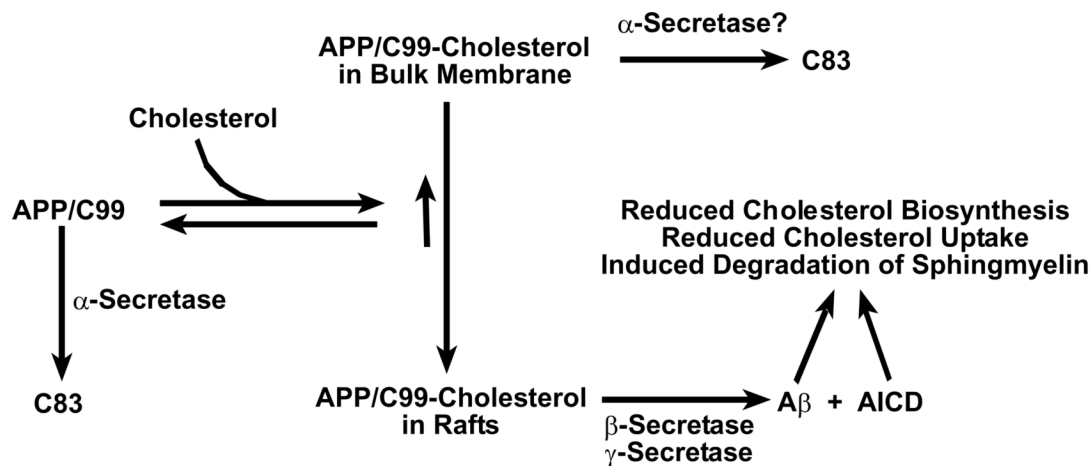 α-Secretase?
APP/C99-Cholesterol
in Bulk Membrane
C83
Cholesterol
APP/C99
Reduced Cholesterol Biosynthesis
Reduced Cholesterol Uptake
Induced Degradation of Sphingmyelin
α-Secretase
C83
APP/C99-Cholesterol
in Rafts
β-Secretase
γ-Secretase
Aβ + AICD